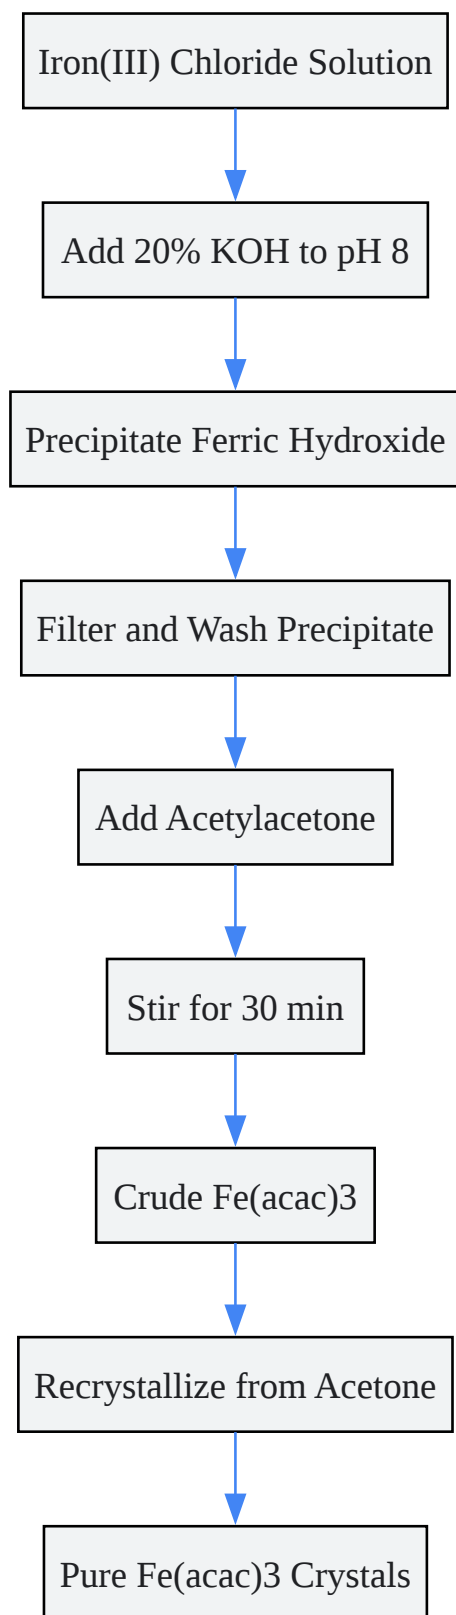 Iron(III) Chloride Solution
Add 20% KOH to pH 8
Precipitate Ferric Hydroxide
Filter and Wash Precipitate
Add Acetylacetone
Stir for 30 min
Crude Fe(acac)3
Recrystallize from Acetone
Pure Fe(acac)3 Crystals